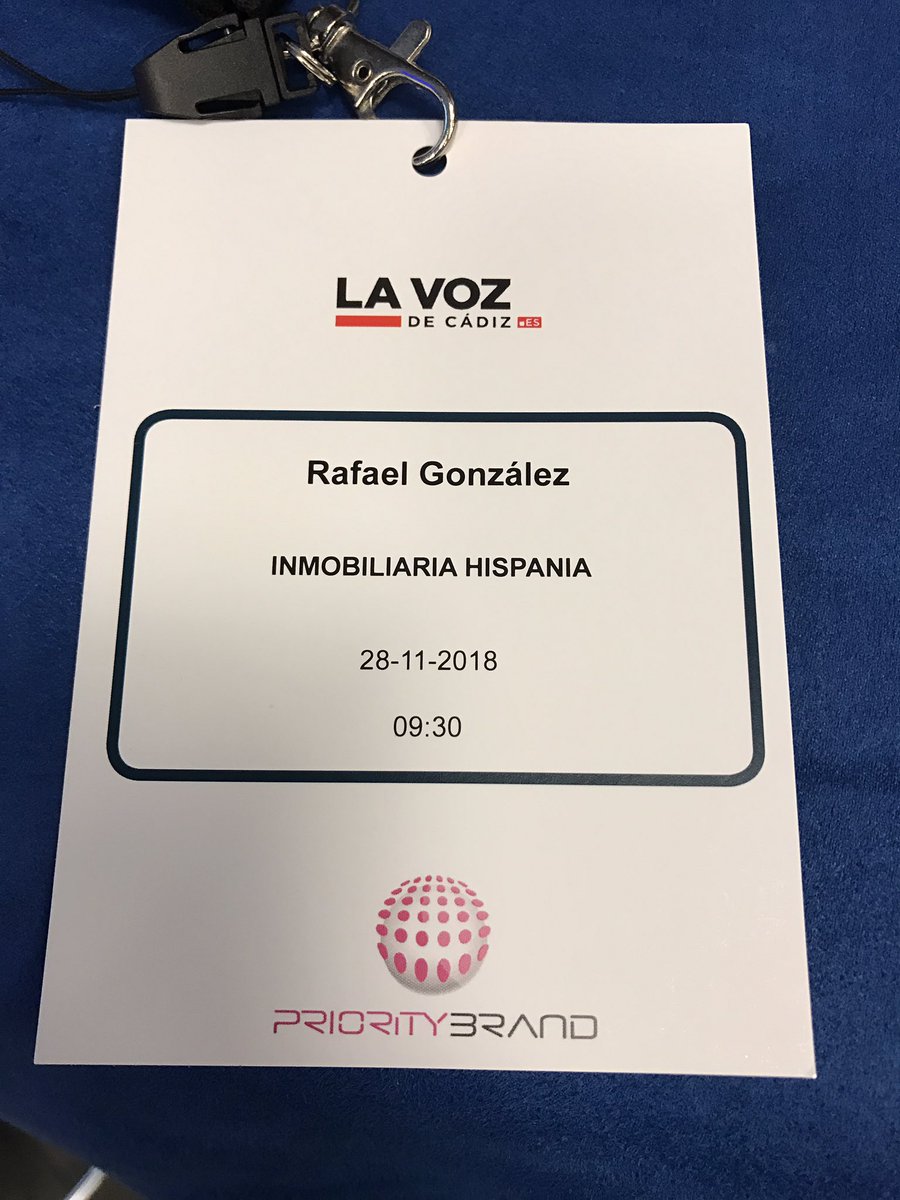 LA VOZ
DE CÁDIZ ES
Rafael González
INMOBILIARIA HISPANIA
28-11-2018
09:30
PRIORITYBRAND